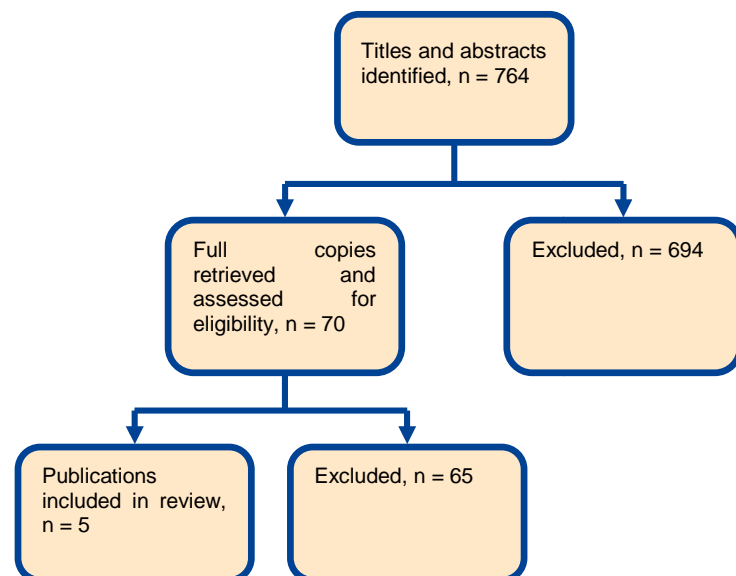 Titles and abstracts
identified, n = 764
Full copies
retrieved and
assessed for
eligibility, n = 70
Excluded, n = 694
Publications
included in review,
n = 5
Excluded, n = 65